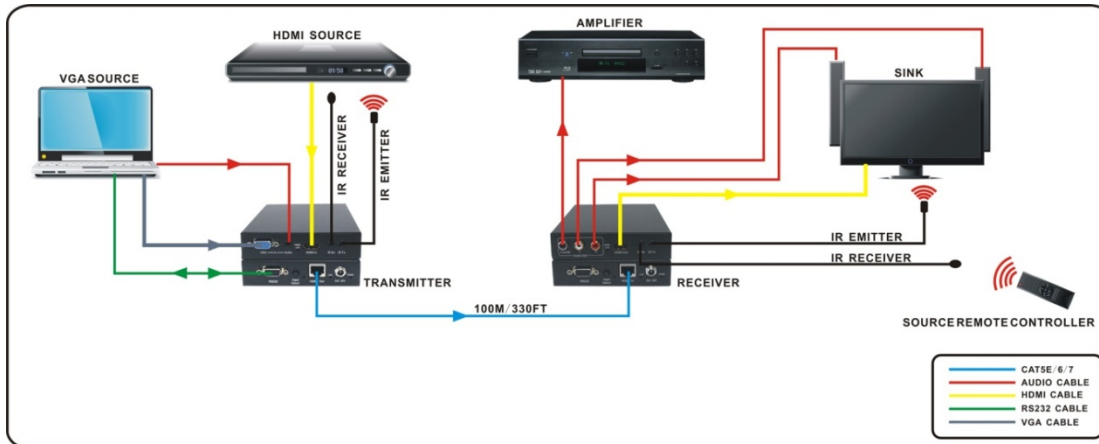 HDMI SOURCE
AMPLIFIER
VGA SOURCE
SINK
IR RECEIVER
IR EMITTER
IR EMITTER
IR RECEIVER
TRANSMITTER
RECEIVER
100M/330FT
SOURCE REMOTE CONTROLLER
CAT5E/6/7
AUDIO CABLE
HDMI CABLE
RS232 CABLE
VGA CABLE